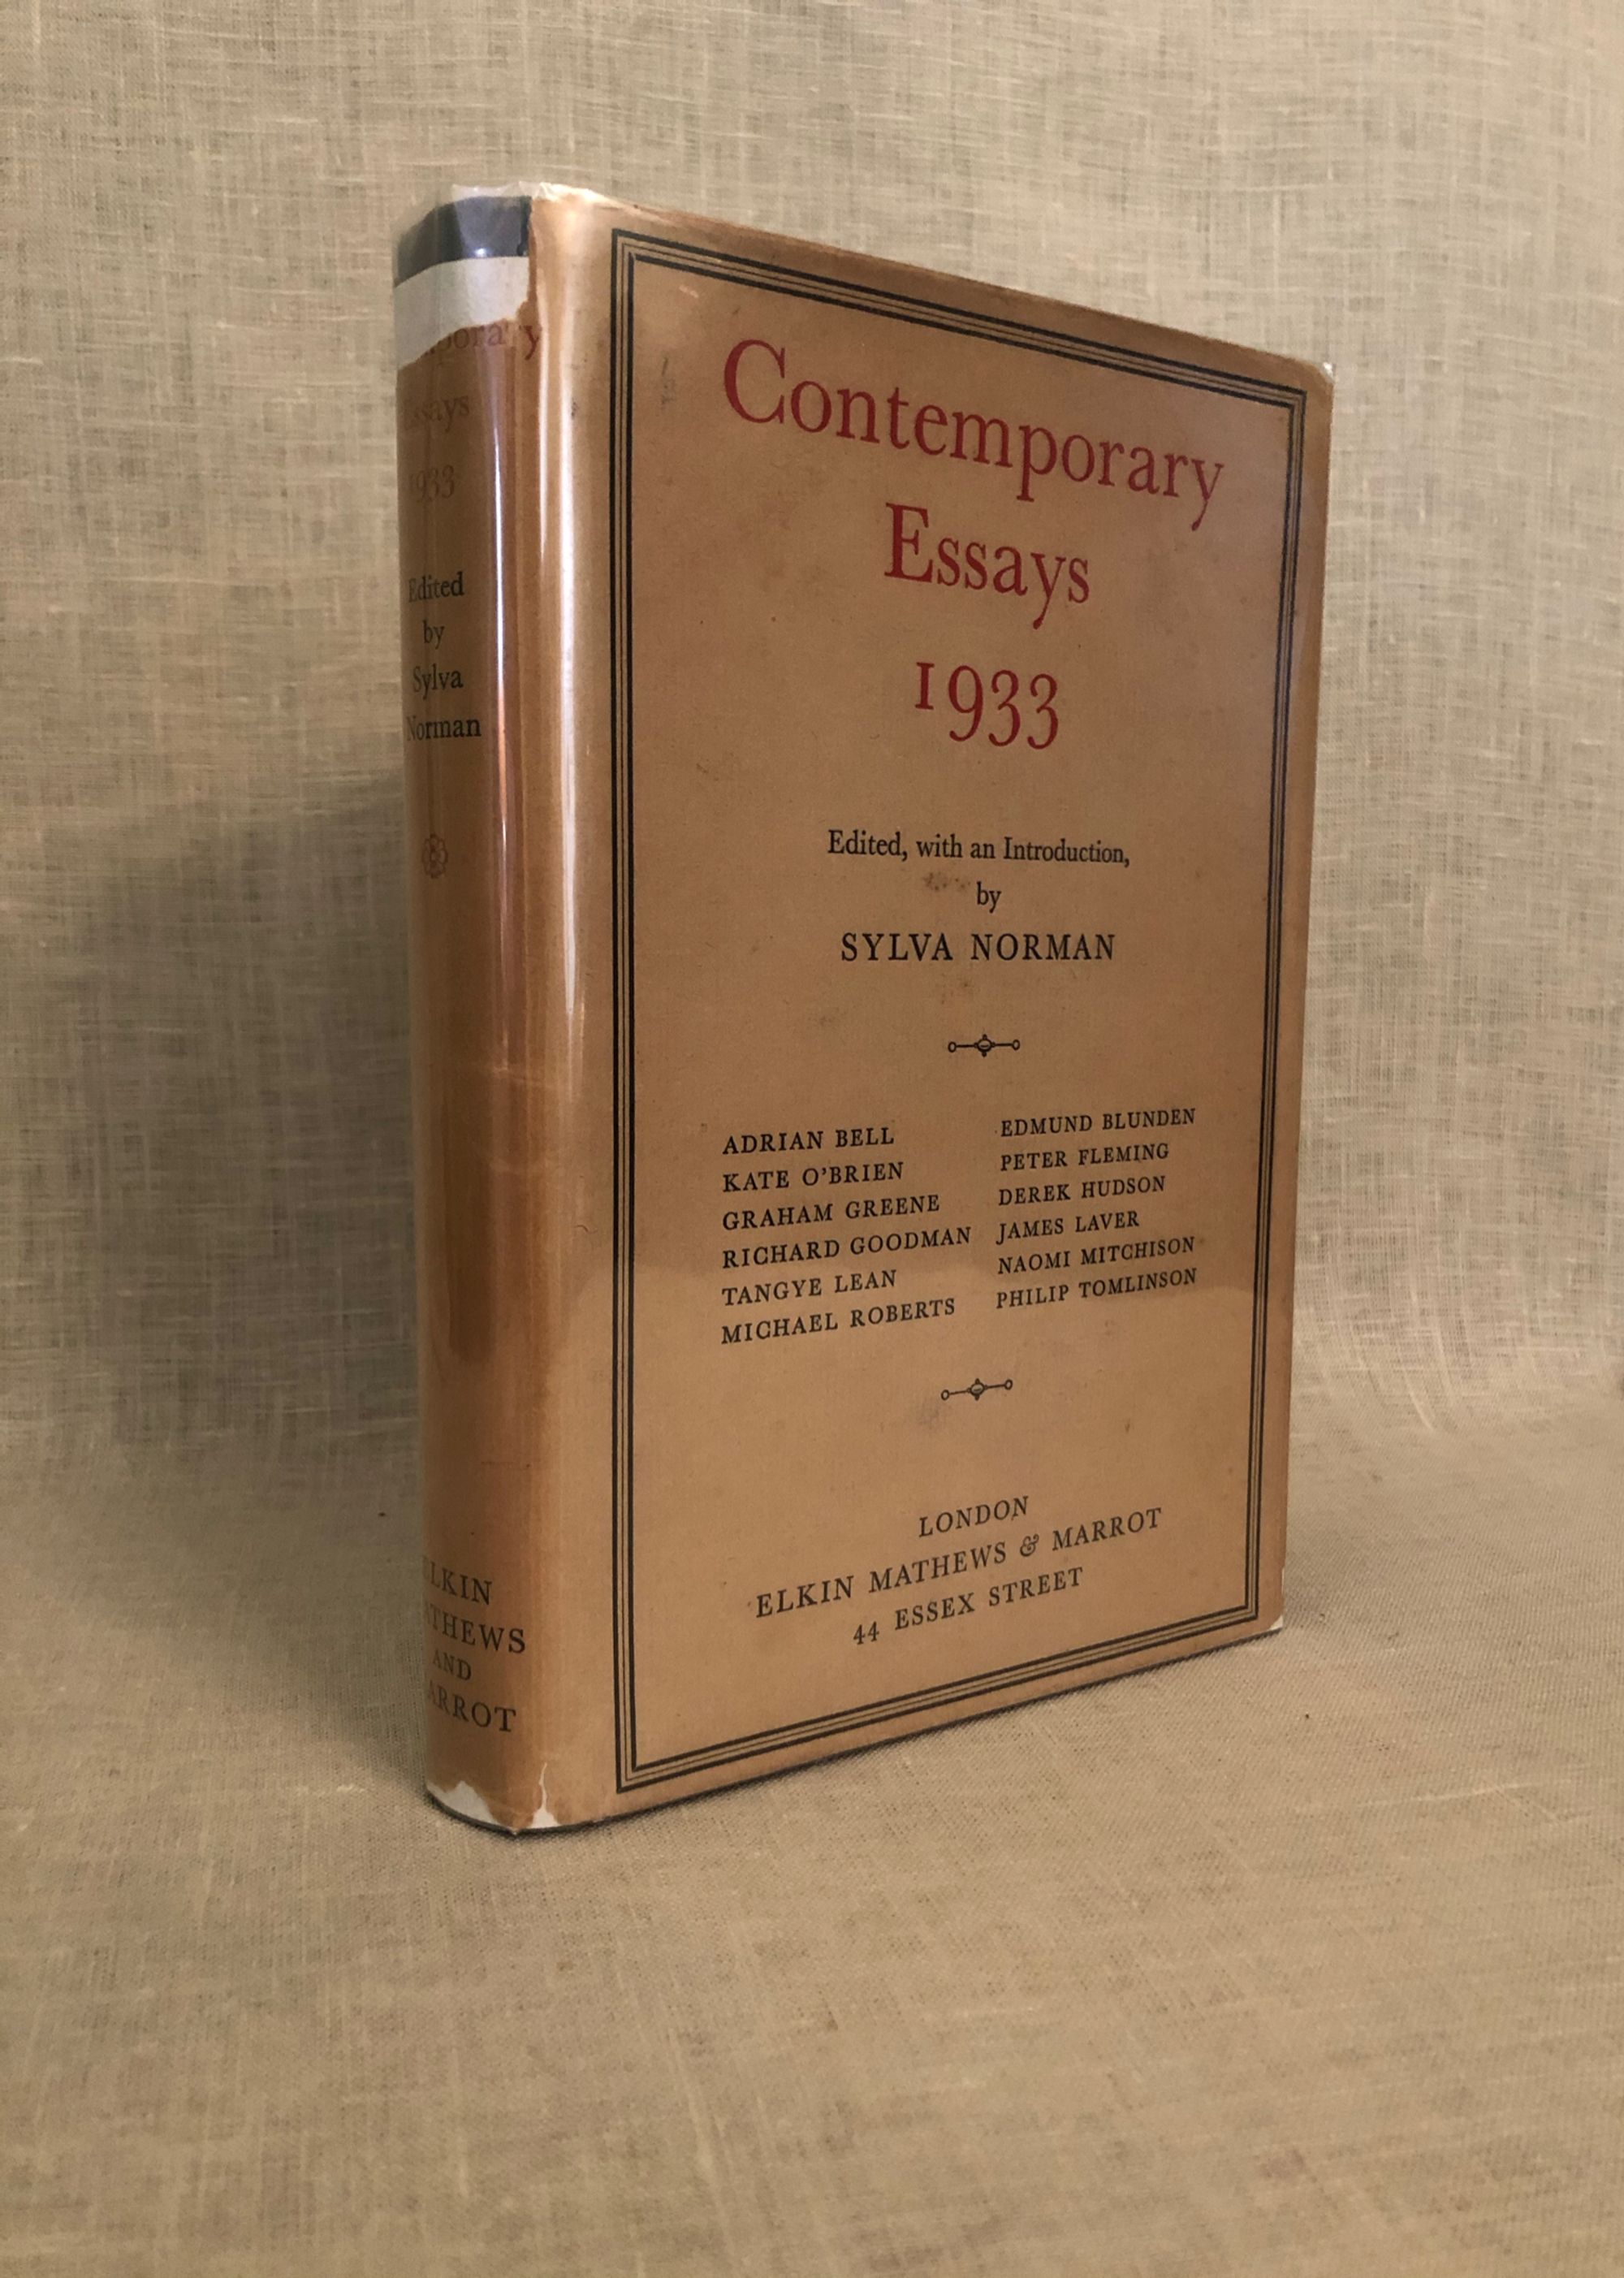 Essays
1933
Edited
by
Sylva
Norman
AND
Contemporary
Essays
1933
Edited, with an Introduction,
by
SYLVA NORMAN
ADRIAN BELL
KATE O'BRIEN
GRAHAM GREENE
RICHARD GOODMAN
TANGYE LEAN
MICHAEL ROBERTS
EDMUND BLUNDEN
PETER FLEMING
DEREK HUDSON
JAMES LAVER
NAOMI MITCHISON
PHILIP TOMLINSON
LONDON
ELKIN MATHEWS & MARROT
44 ESSEX STREET